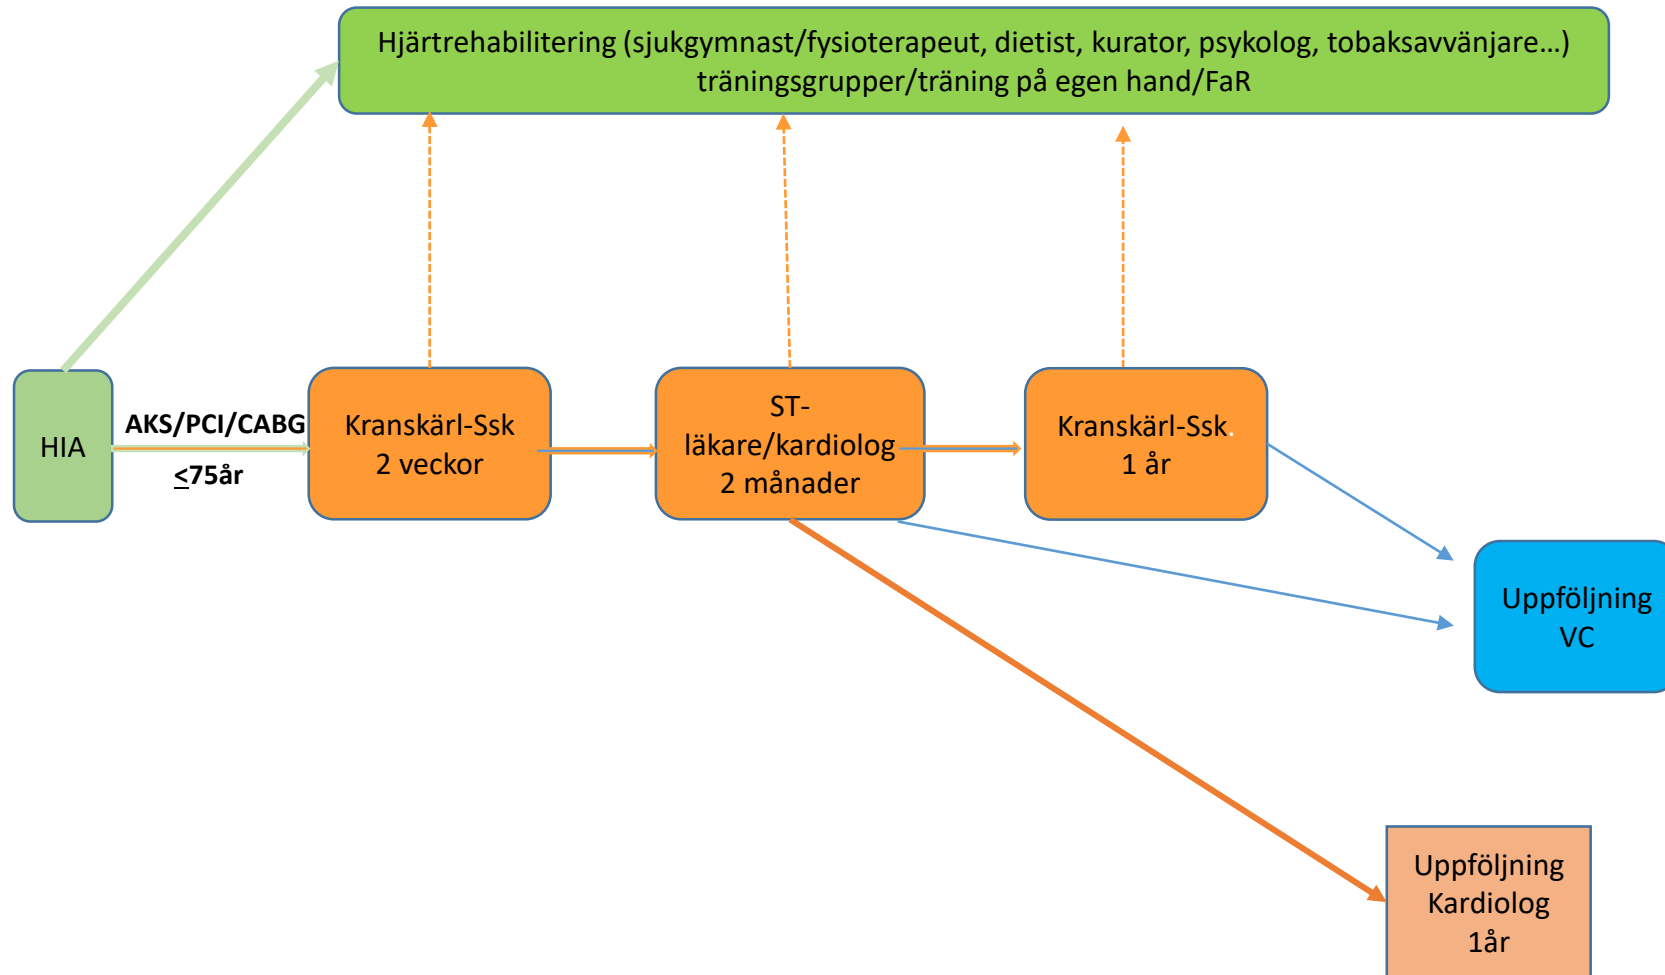 Hjärtrehabilitering (sjukgymnast/fysioterapeut, dietist, kurator, psykolog, tobaksavvänjare...)
träningsgrupper/träning på egen hand/FaR
HIA
AKS/PCI/CABG
≤75år
Kranskärl-Ssk
2 veckor
ST-
läkare/kardiolog
2 månader
Kranskärl-Ssk.
1 år
Uppföljning
VC
Uppföljning
Kardiolog
1år